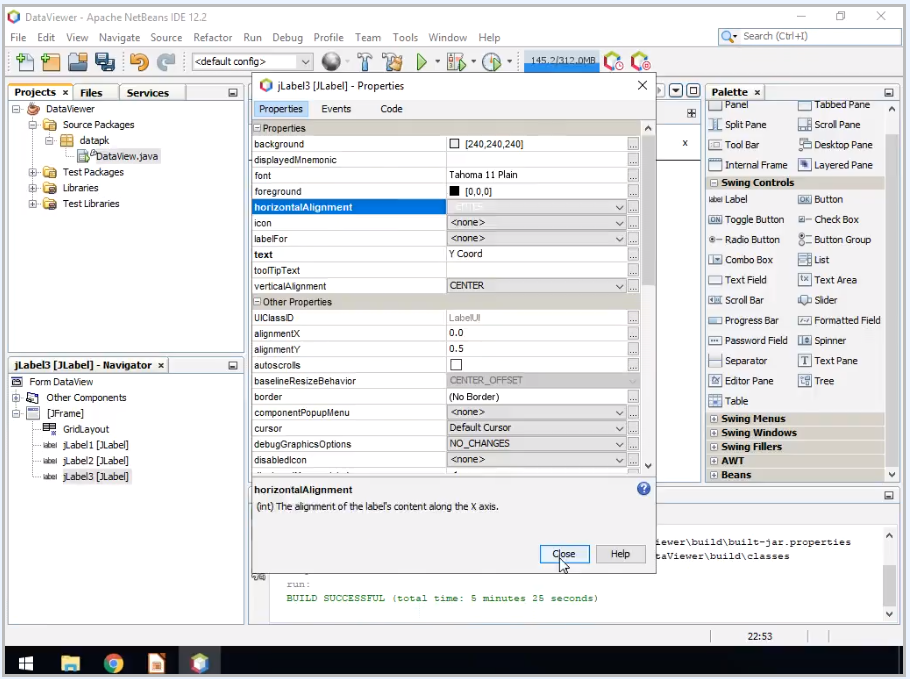 DataViewer - Apache NetBeans IDE 12.2
File Edit View Navigate Source Refactor Run Debug Profile Team Tools Window Help
Search (Ctrl+I)
<default config>
145.2/312.0MB
Projects x Files Services
DataViewer
Source Packages
datapk
DataView.java
Test Packages
Libraries
Test Libraries
jLabel3 [JLabel] - Navigator x
Form DataView
Other Components
[JFrame]
GridLayout
label jLabel1 [JLabel]
label jLabel2 [JLabel]
label jLabel3 [JLabel]
jLabel3 [JLabel] - Properties
Properties Events Code
Properties
background [240,240,240]
displayedMnemonic
font Tahoma 11 Plain
foreground [0,0,0]
horizontalAlignment
icon <none>
labelFor <none>
text Y Coord
toolTipText
verticalAlignment CENTER
Other Properties
UIClassID LabelUI
alignmentX 0.0
alignmentY 0.5
autoscrolls
baselineResizeBehavior CENTER_OFFSET
border (No Border)
componentPopupMenu <none>
cursor Default Cursor
debugGraphicsOptions NO_CHANGES
disabledIcon <none>
horizontalAlignment
(int) The alignment of the label's content along the X axis.
Close Help
x
Palette x
Panel Tabbed Pane
Split Pane Scroll Pane
Tool Bar Desktop Pane
Internal Frame Layered Pane
Swing Controls
label Label OK Button
ON Toggle Button Check Box
Radio Button Button Group
Combo Box List
Text Field tx Text Area
Scroll Bar Slider
Progress Bar Formatted Field
Password Field Spinner
Separator T Text Pane
Editor Pane Tree
Table
Swing Menus
Swing Windows
Swing Fillers
AWT
Beans
iewer\build\built-jar.properties
taViewer\build\classes
run:
BUILD SUCCESSFUL (total time: 5 minutes 25 seconds)
22:53